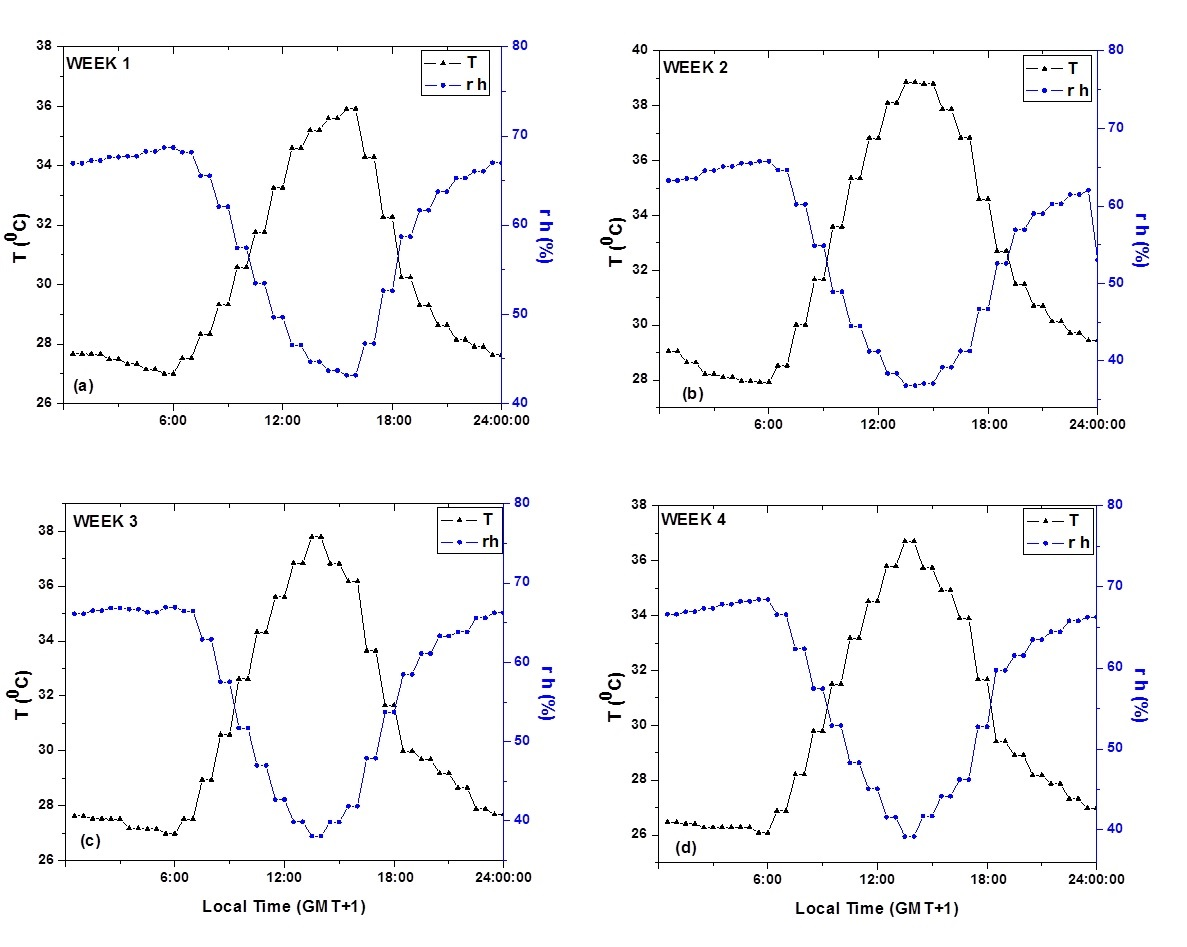 WEEK 1
T
r h
38
36
34
32
30
28
26
T (⁰C)
80
70
60
50
40
r h (%)
(a)
6:00
12:00
18:00
24:00:00
WEEK 2
T
r h
40
38
36
34
32
30
28
T (⁰C)
80
70
60
50
40
r h (%)
(b)
6:00
12:00
18:00
24:00:00
WEEK 3
T
rh
38
36
34
32
30
28
26
T (⁰C)
80
70
60
50
40
r h (%)
(c)
6:00
12:00
18:00
24:00:00
Local Time (GMT+1)
WEEK 4
T
r h
38
36
34
32
30
28
26
T (⁰C)
80
70
60
50
40
r h (%)
(d)
6:00
12:00
18:00
24:00:00
Local Time (GMT+1)